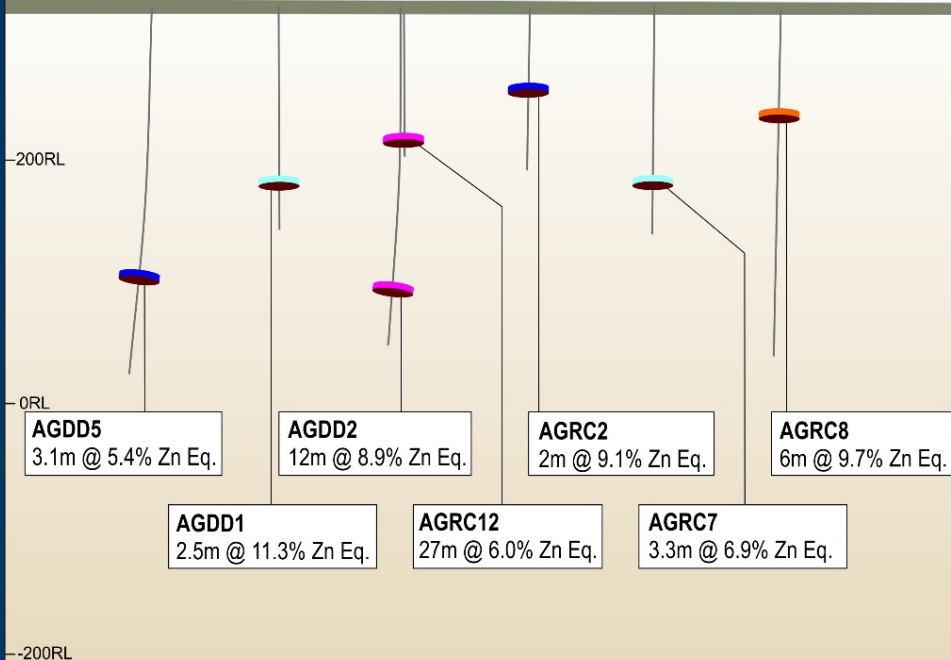 200RL
0RL
AGDD5
3.1m @ 5.4% Zn Eq.
AGDD2
12m @ 8.9% Zn Eq.
AGRC2
2m @ 9.1% Zn Eq.
AGRC8
6m @ 9.7% Zn Eq.
AGDD1
2.5m @ 11.3% Zn Eq.
AGRC12
27m @ 6.0% Zn Eq.
AGRC7
3.3m @ 6.9% Zn Eq.
-200RL